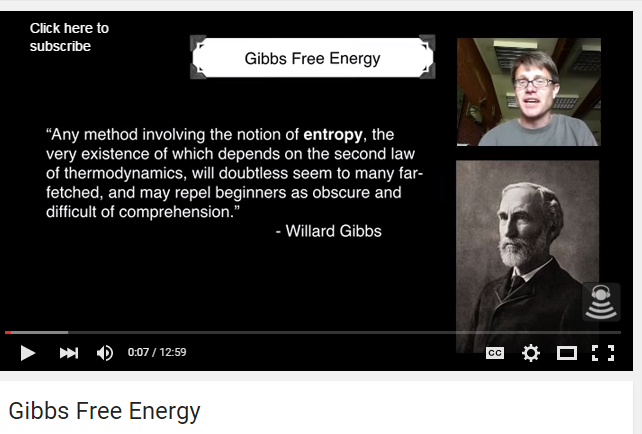 Click here to
subscribe
Gibbs Free Energy
“Any method involving the notion of entropy, the
very existence of which depends on the second law
of thermodynamics, will doubtless seem to many far-
fetched, and may repel beginners as obscure and
difficult of comprehension.”
- Willard Gibbs
0:07 / 12:59
CC
Gibbs Free Energy